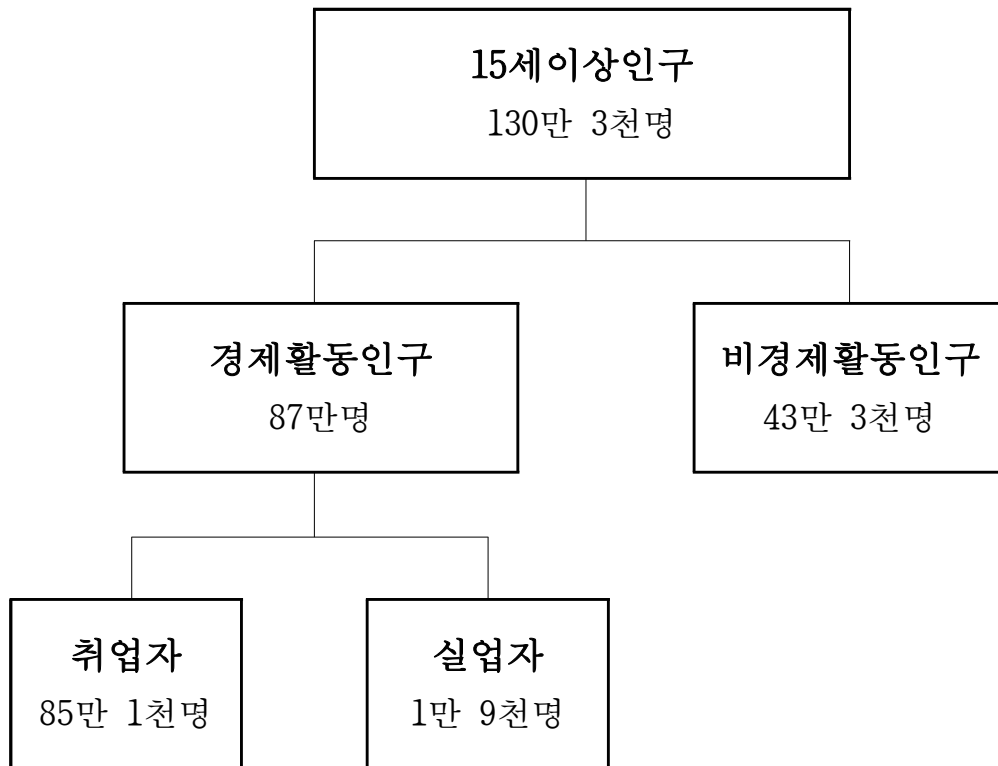 15세이상인구
130만 3천명
경제활동인구
87만명
비경제활동인구
43만 3천명
취업자
85만 1천명
실업자
1만 9천명